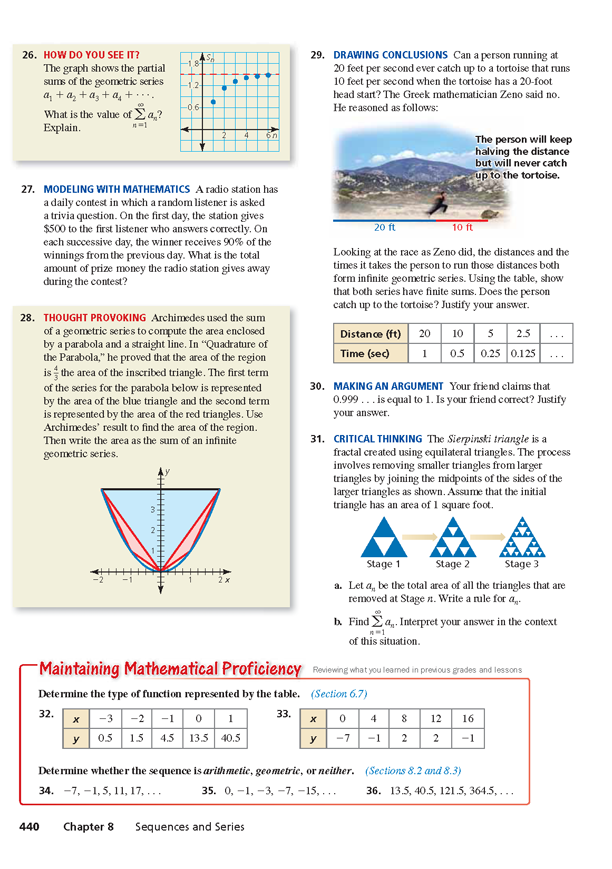 26. HOW DO YOU SEE IT?
The graph shows the partial
sums of the geometric series
a₁ + a₂ + a₃ + a₄ + · · · .
What is the value of ∞ Σ n=1 aₙ?
Explain.
Sₙ
1.8
1.2
0.6
2 4 6 n
27. MODELING WITH MATHEMATICS A radio station has
a daily contest in which a random listener is asked
a trivia question. On the first day, the station gives
$500 to the first listener who answers correctly. On
each successive day, the winner receives 90% of the
winnings from the previous day. What is the total
amount of prize money the radio station gives away
during the contest?
28. THOUGHT PROVOKING Archimedes used the sum
of a geometric series to compute the area enclosed
by a parabola and a straight line. In “Quadrature of
the Parabola,” he proved that the area of the region
is 4/3 the area of the inscribed triangle. The first term
of the series for the parabola below is represented
by the area of the blue triangle and the second term
is represented by the area of the red triangles. Use
Archimedes’ result to find the area of the region.
Then write the area as the sum of an infinite
geometric series.
y
3
2
1
−2 −1 1 2 x
29. DRAWING CONCLUSIONS Can a person running at
20 feet per second ever catch up to a tortoise that runs
10 feet per second when the tortoise has a 20-foot
head start? The Greek mathematician Zeno said no.
He reasoned as follows:
The person will keep
halving the distance
but will never catch
up to the tortoise.
20 ft 10 ft
Looking at the race as Zeno did, the distances and the
times it takes the person to run those distances both
form infinite geometric series. Using the table, show
that both series have finite sums. Does the person
catch up to the tortoise? Justify your answer.
Distance (ft) 20 10 5 2.5 . . .
Time (sec) 1 0.5 0.25 0.125 . . .
30. MAKING AN ARGUMENT Your friend claims that
0.999 . . . is equal to 1. Is your friend correct? Justify
your answer.
31. CRITICAL THINKING The Sierpinski triangle is a
fractal created using equilateral triangles. The process
involves removing smaller triangles from larger
triangles by joining the midpoints of the sides of the
larger triangles as shown. Assume that the initial
triangle has an area of 1 square foot.
Stage 1 Stage 2 Stage 3
a. Let aₙ be the total area of all the triangles that are
removed at Stage n. Write a rule for aₙ.
b. Find ∞ Σ n=1 aₙ. Interpret your answer in the context
of this situation.
Maintaining Mathematical Proficiency Reviewing what you learned in previous grades and lessons
Determine the type of function represented by the table. (Section 6.7)
32. x −3 −2 −1 0 1
y 0.5 1.5 4.5 13.5 40.5
33. x 0 4 8 12 16
y −7 −1 2 2 −1
Determine whether the sequence is arithmetic, geometric, or neither. (Sections 8.2 and 8.3)
34. −7, −1, 5, 11, 17, . . . 35. 0, −1, −3, −7, −15, . . . 36. 13.5, 40.5, 121.5, 364.5, . . .
440 Chapter 8 Sequences and Series